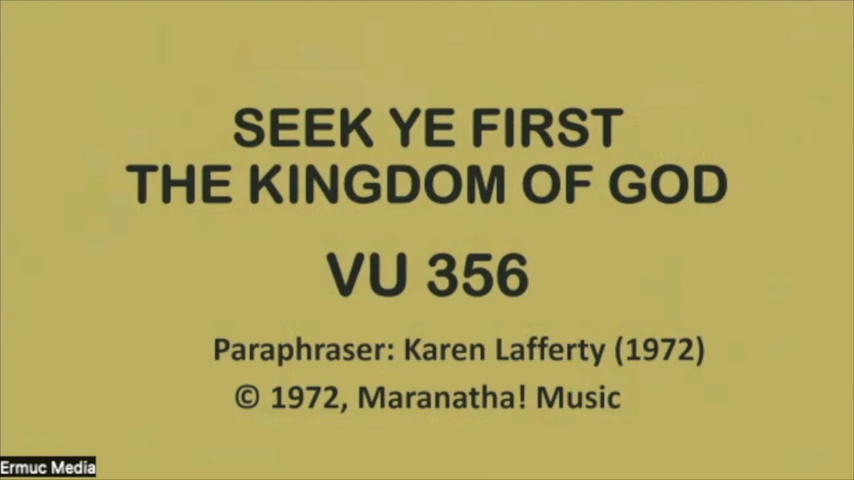 SEEK YE FIRST
THE KINGDOM OF GOD
VU 356
Paraphraser: Karen Lafferty (1972)
© 1972, Maranatha! Music
Ermuc Media